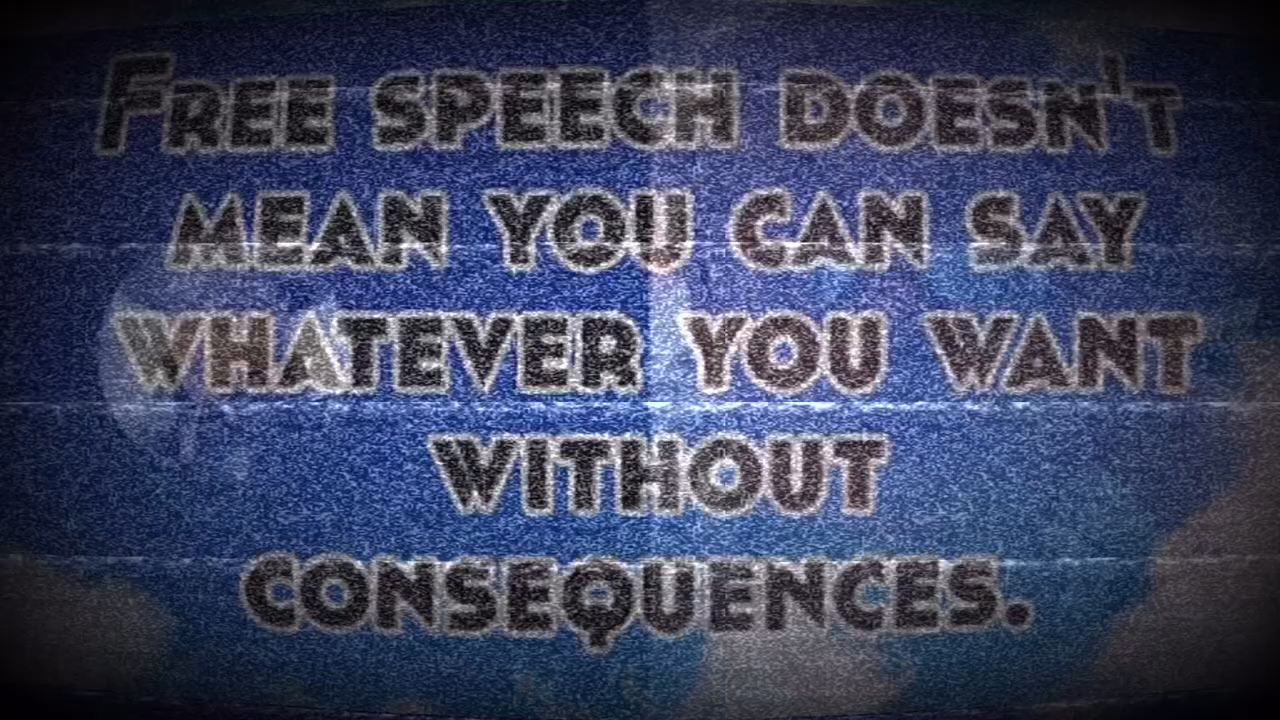 FREE SPEECH DOESN'T
MEAN YOU CAN SAY
WHATEVER YOU WANT
WITHOUT
CONSEQUENCES.